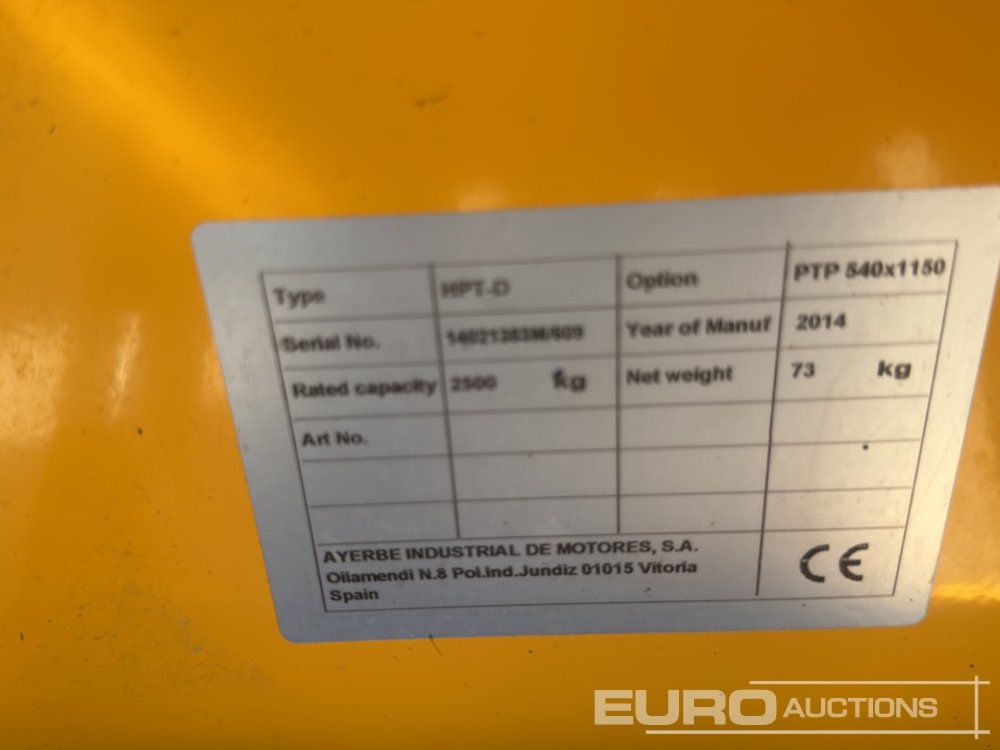 Type HPT-D Option PTP 540x1150
Serial No. Year of Manuf 2014
Rated capacity 2500 kg Net weight 73 kg
Art No.
AYERBE INDUSTRIAL DE MOTORES, S.A.
Oilamendi N.8 Pol.Ind.Jundiz 01015 Vitoria
Spain
CE
EURO AUCTIONS